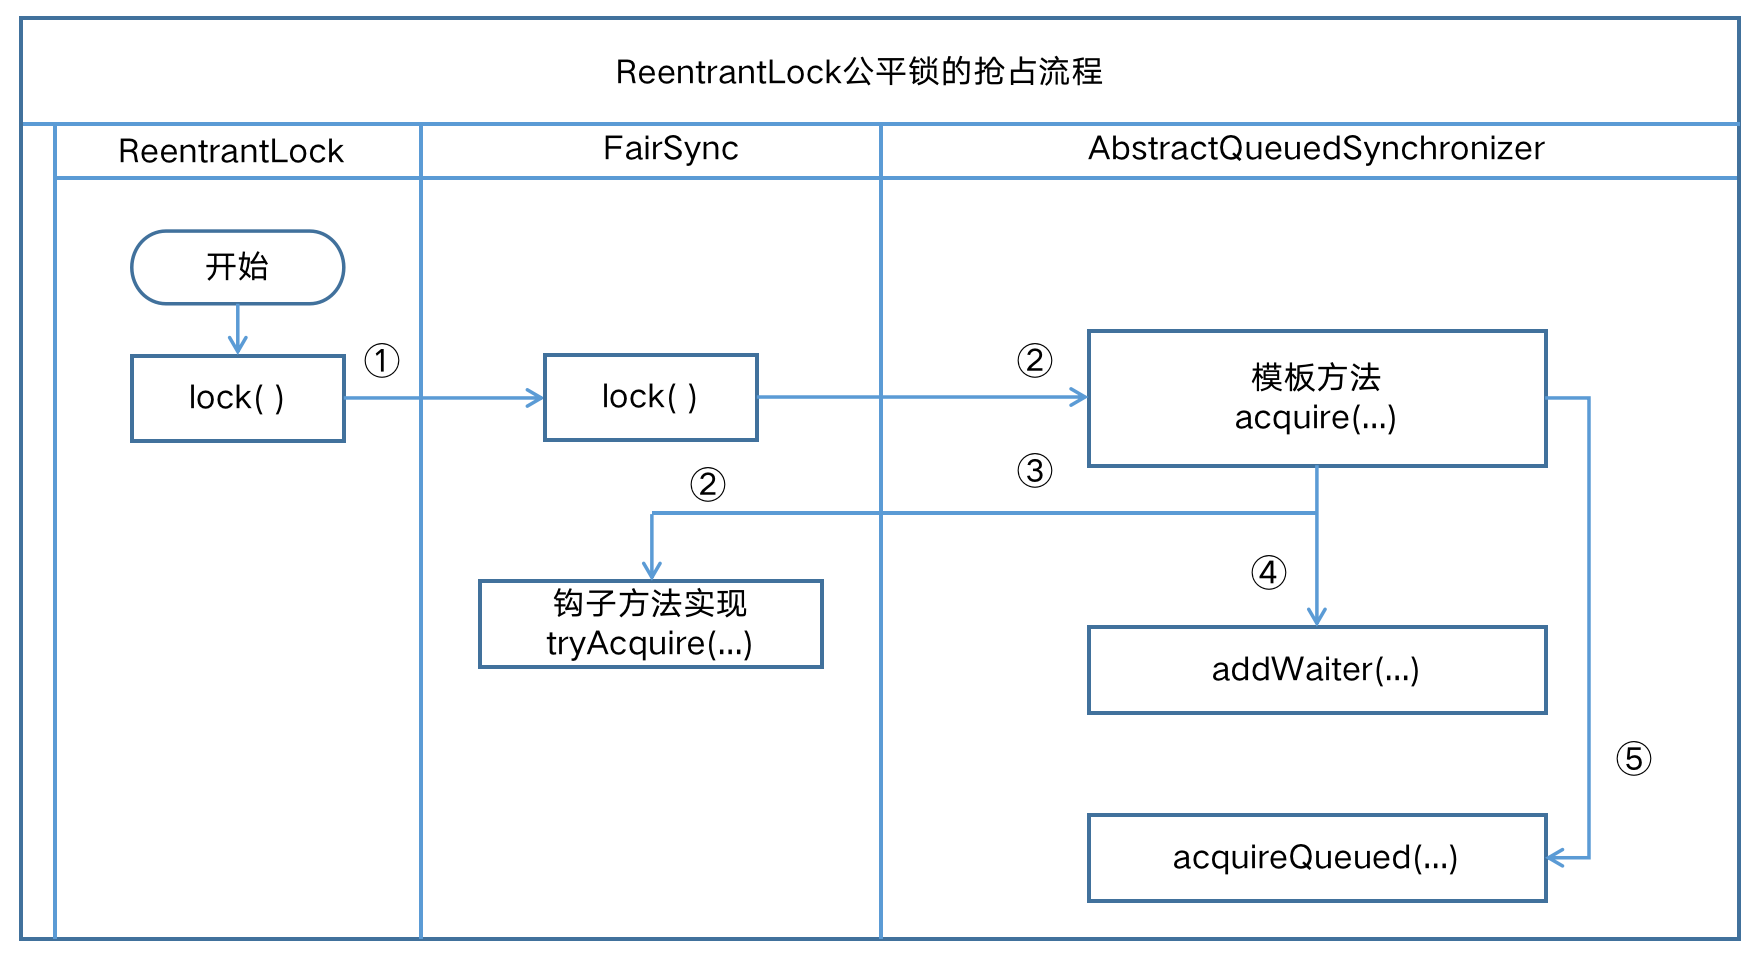 ReentrantLock公平锁的抢占流程
ReentrantLock
FairSync
AbstractQueuedSynchronizer
开始
lock( )
①
lock( )
②
模板方法
acquire(...)
③
②
钩子方法实现
tryAcquire(...)
④
addWaiter(...)
⑤
acquireQueued(...)